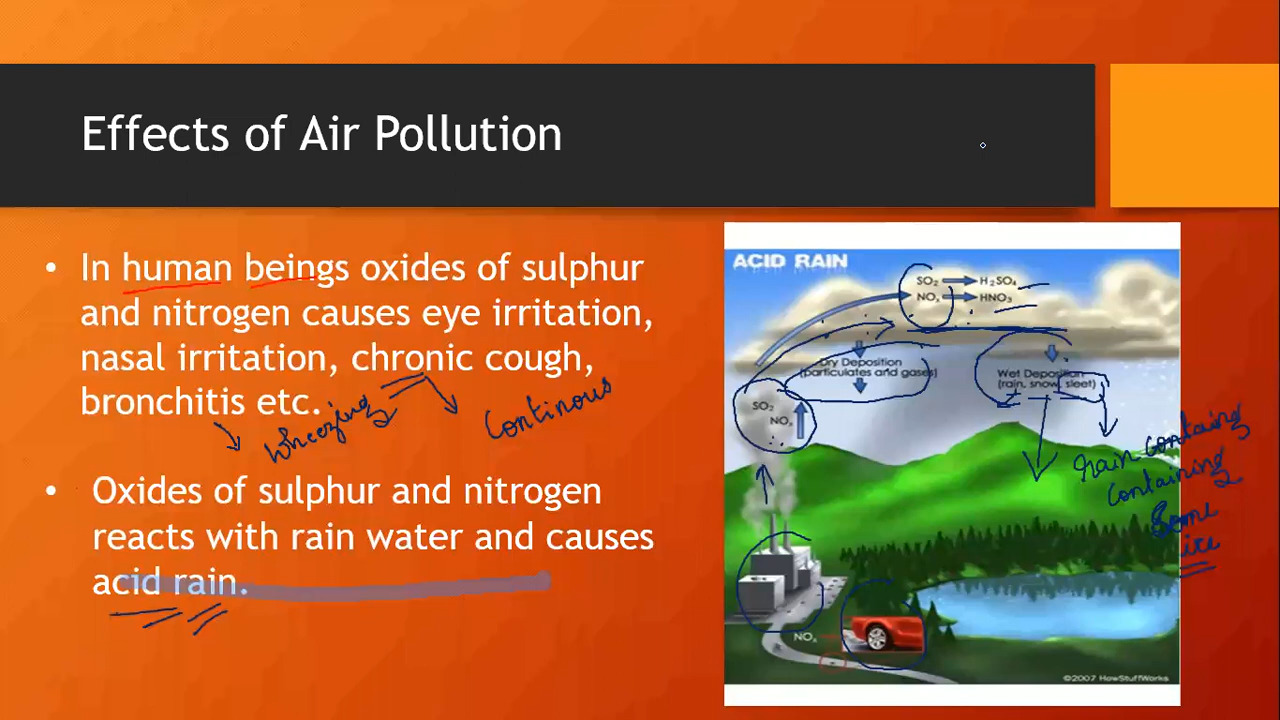 Effects of Air Pollution
• In human beings oxides of sulphur
and nitrogen causes eye irritation,
nasal irritation, chronic cough,
bronchitis etc.
wheezing
Continous
• Oxides of sulphur and nitrogen
reacts with rain water and causes
acid rain.
ACID RAIN
SO₂ H₂SO₄
NOₓ HNO₃
Dry Deposition
(particulates and gases)
Wet Deposition
(rain, snow, sleet)
SO₂
NOₓ
rain containg
containing
Some
ice
NOₓ
©2007 HowStuffWorks